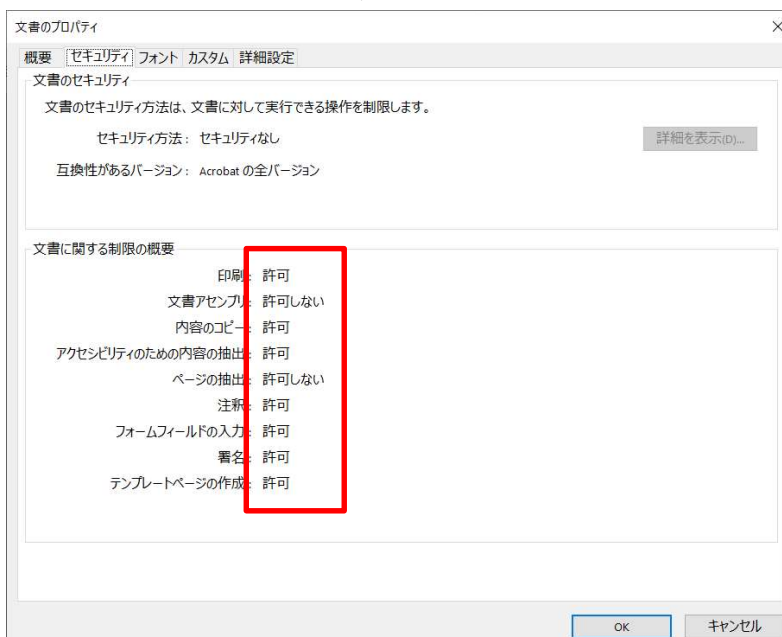 文書のプロパティ
概要 セキュリティ フォント カスタム 詳細設定
文書のセキュリティ
文書のセキュリティ方法は、文書に対して実行できる操作を制限します。
セキュリティ方法: セキュリティなし 詳細を表示(D)...
互換性があるバージョン: Acrobat の全バージョン
文書に関する制限の概要
印刷: 許可
文書アセンブリ: 許可しない
内容のコピー: 許可
アクセシビリティのための内容の抽出: 許可
ページの抽出: 許可しない
注釈: 許可
フォームフィールドの入力: 許可
署名: 許可
テンプレートページの作成: 許可
OK キャンセル